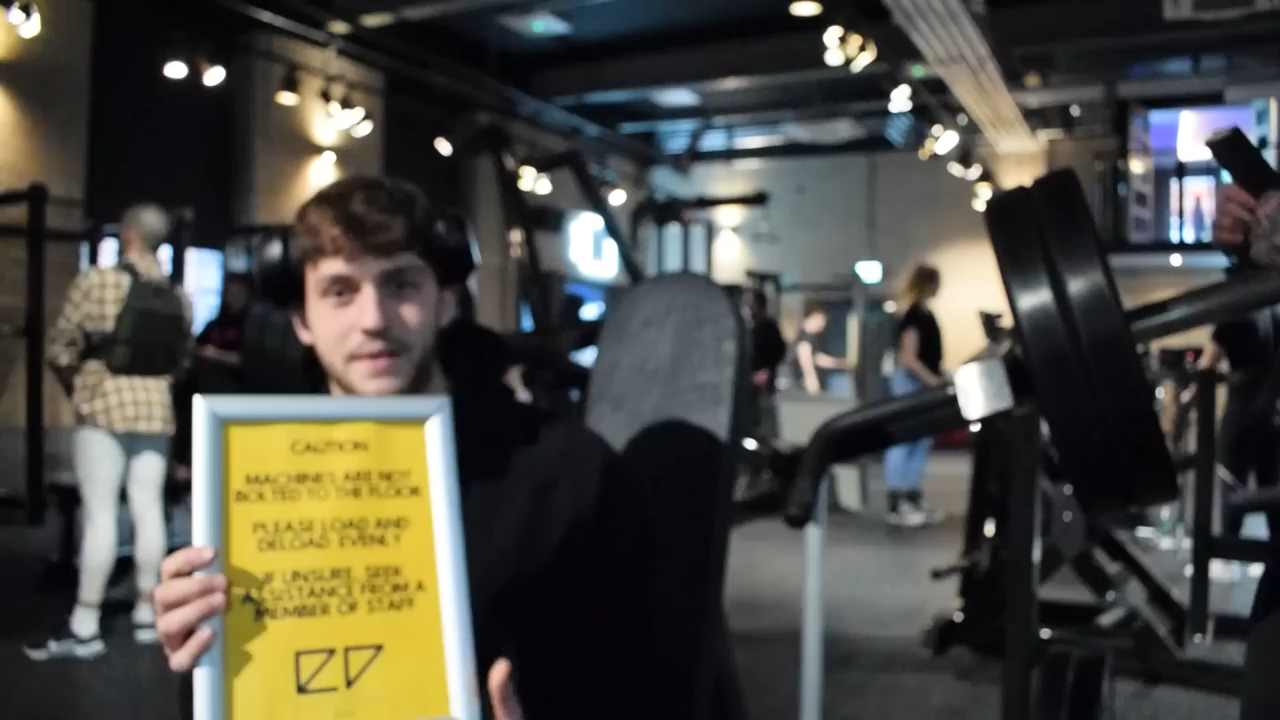 CAUTION
MACHINES ARE NOT
BOLTED TO THE FLOOR
PLEASE LOAD AND
DELOAD EVENLY
IF UNSURE, SEEK
ASSISTANCE FROM A
MEMBER OF STAFF